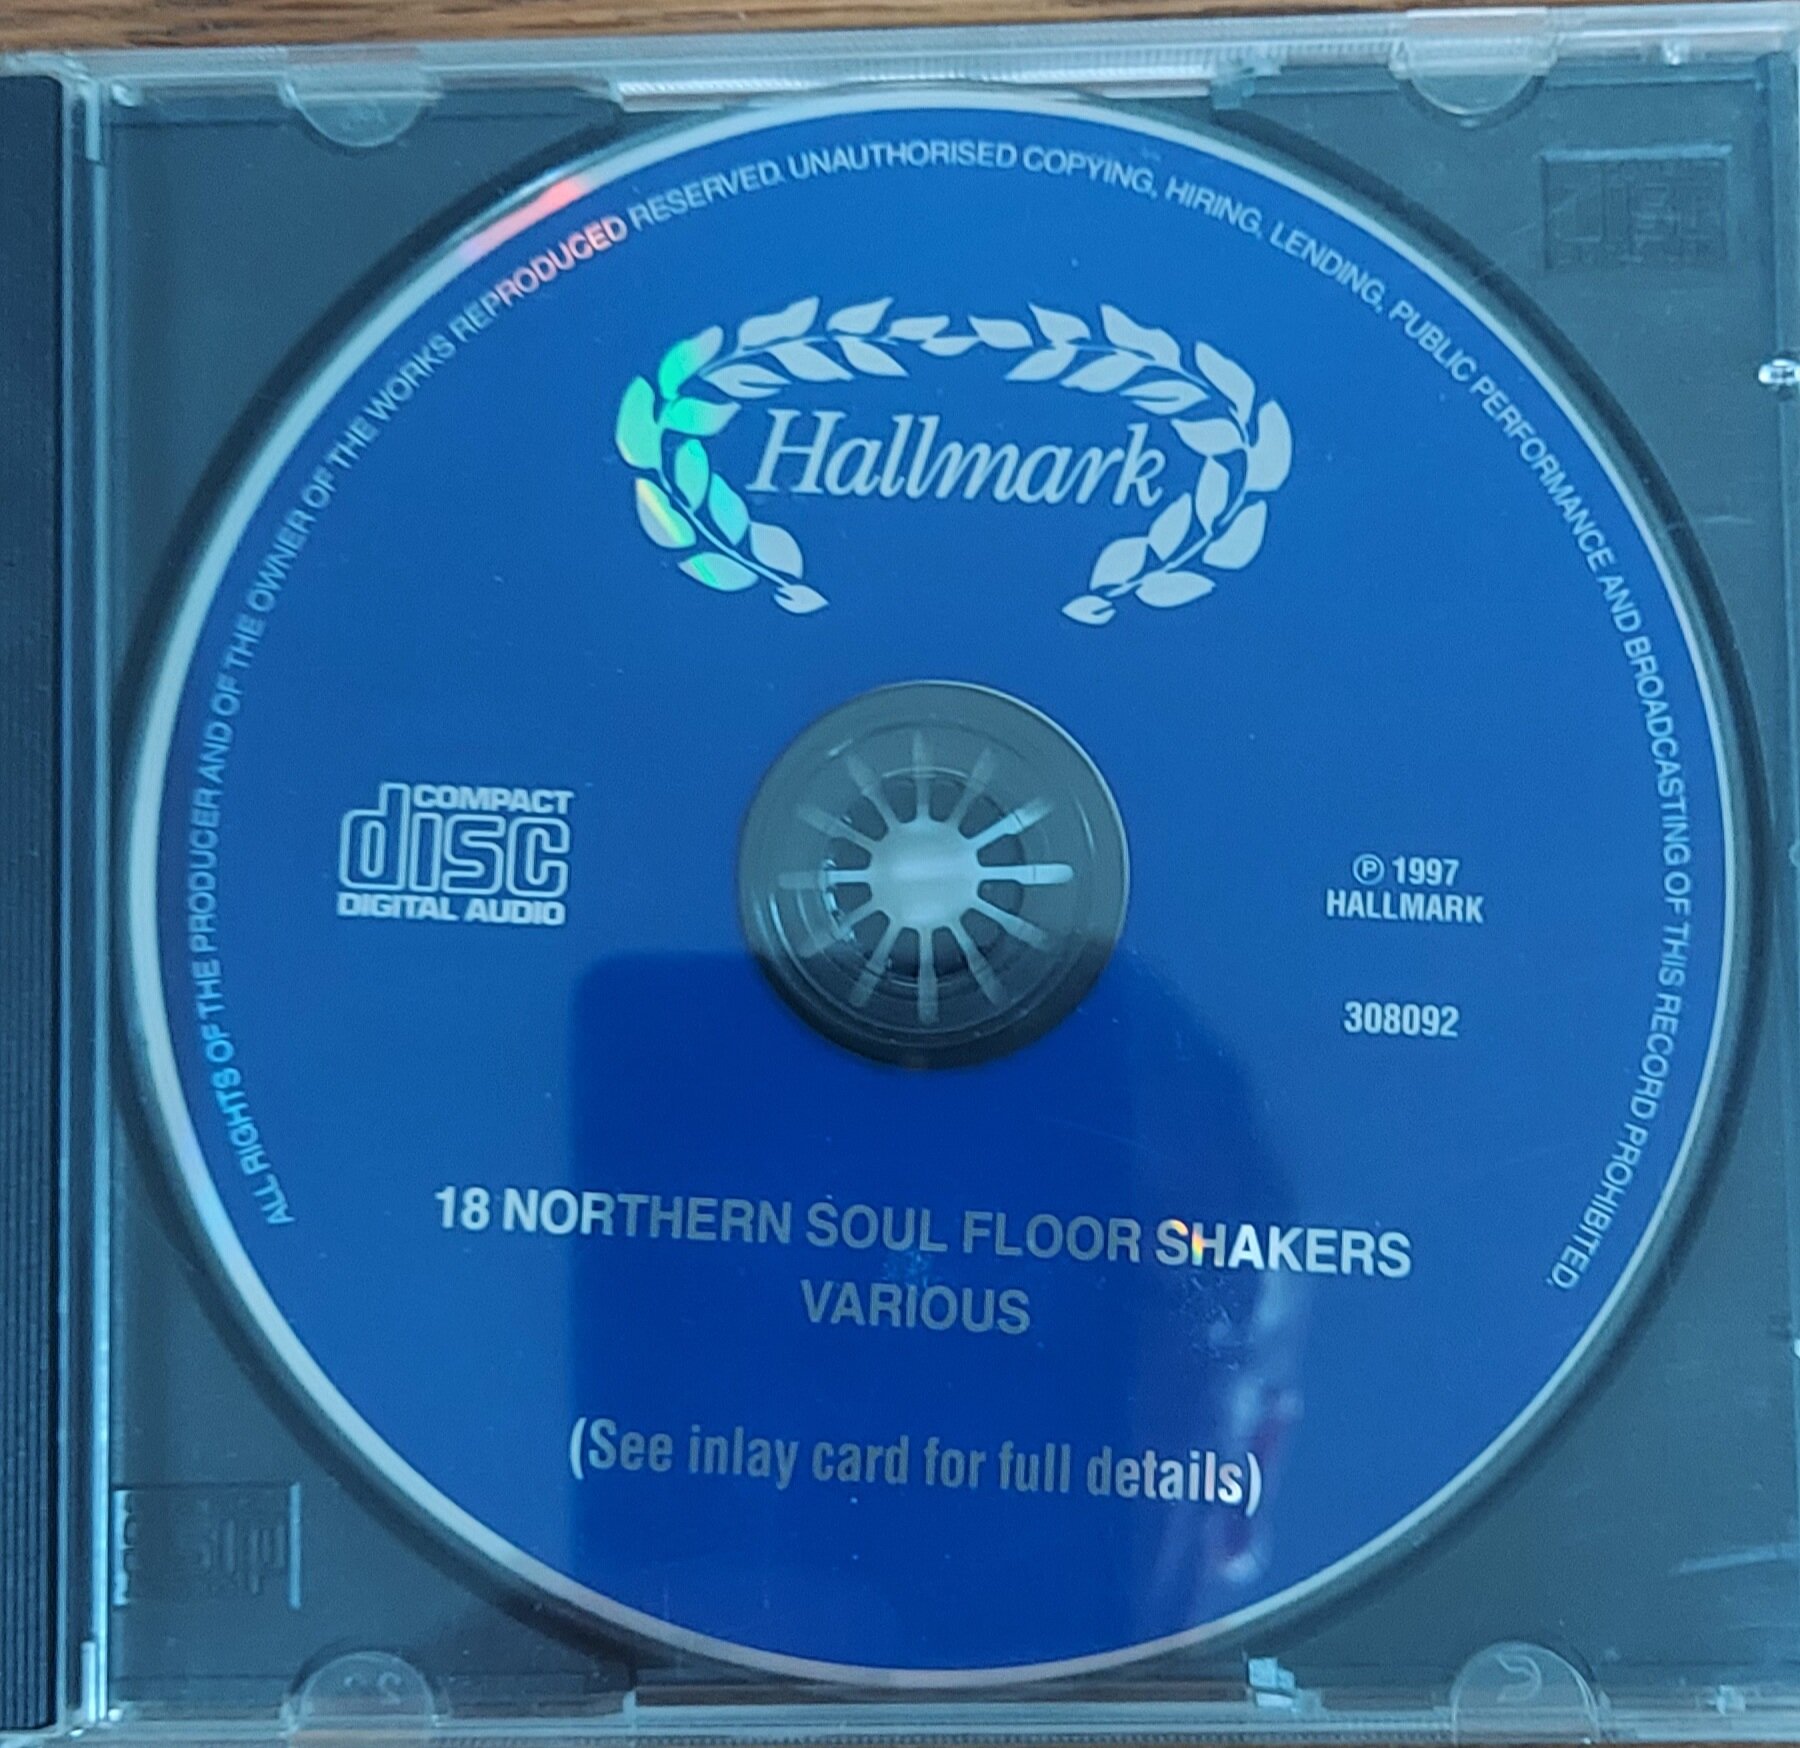 ALL RIGHTS OF THE PRODUCER AND OF THE OWNER OF THE WORKS REPRODUCED RESERVED. UNAUTHORISED COPYING, HIRING, LENDING, PUBLIC PERFORMANCE AND BROADCASTING OF THIS RECORD PROHIBITED.
Hallmark
COMPACT
disc
DIGITAL AUDIO
℗ 1997
HALLMARK
308092
18 NORTHERN SOUL FLOOR SHAKERS
VARIOUS
(See inlay card for full details)